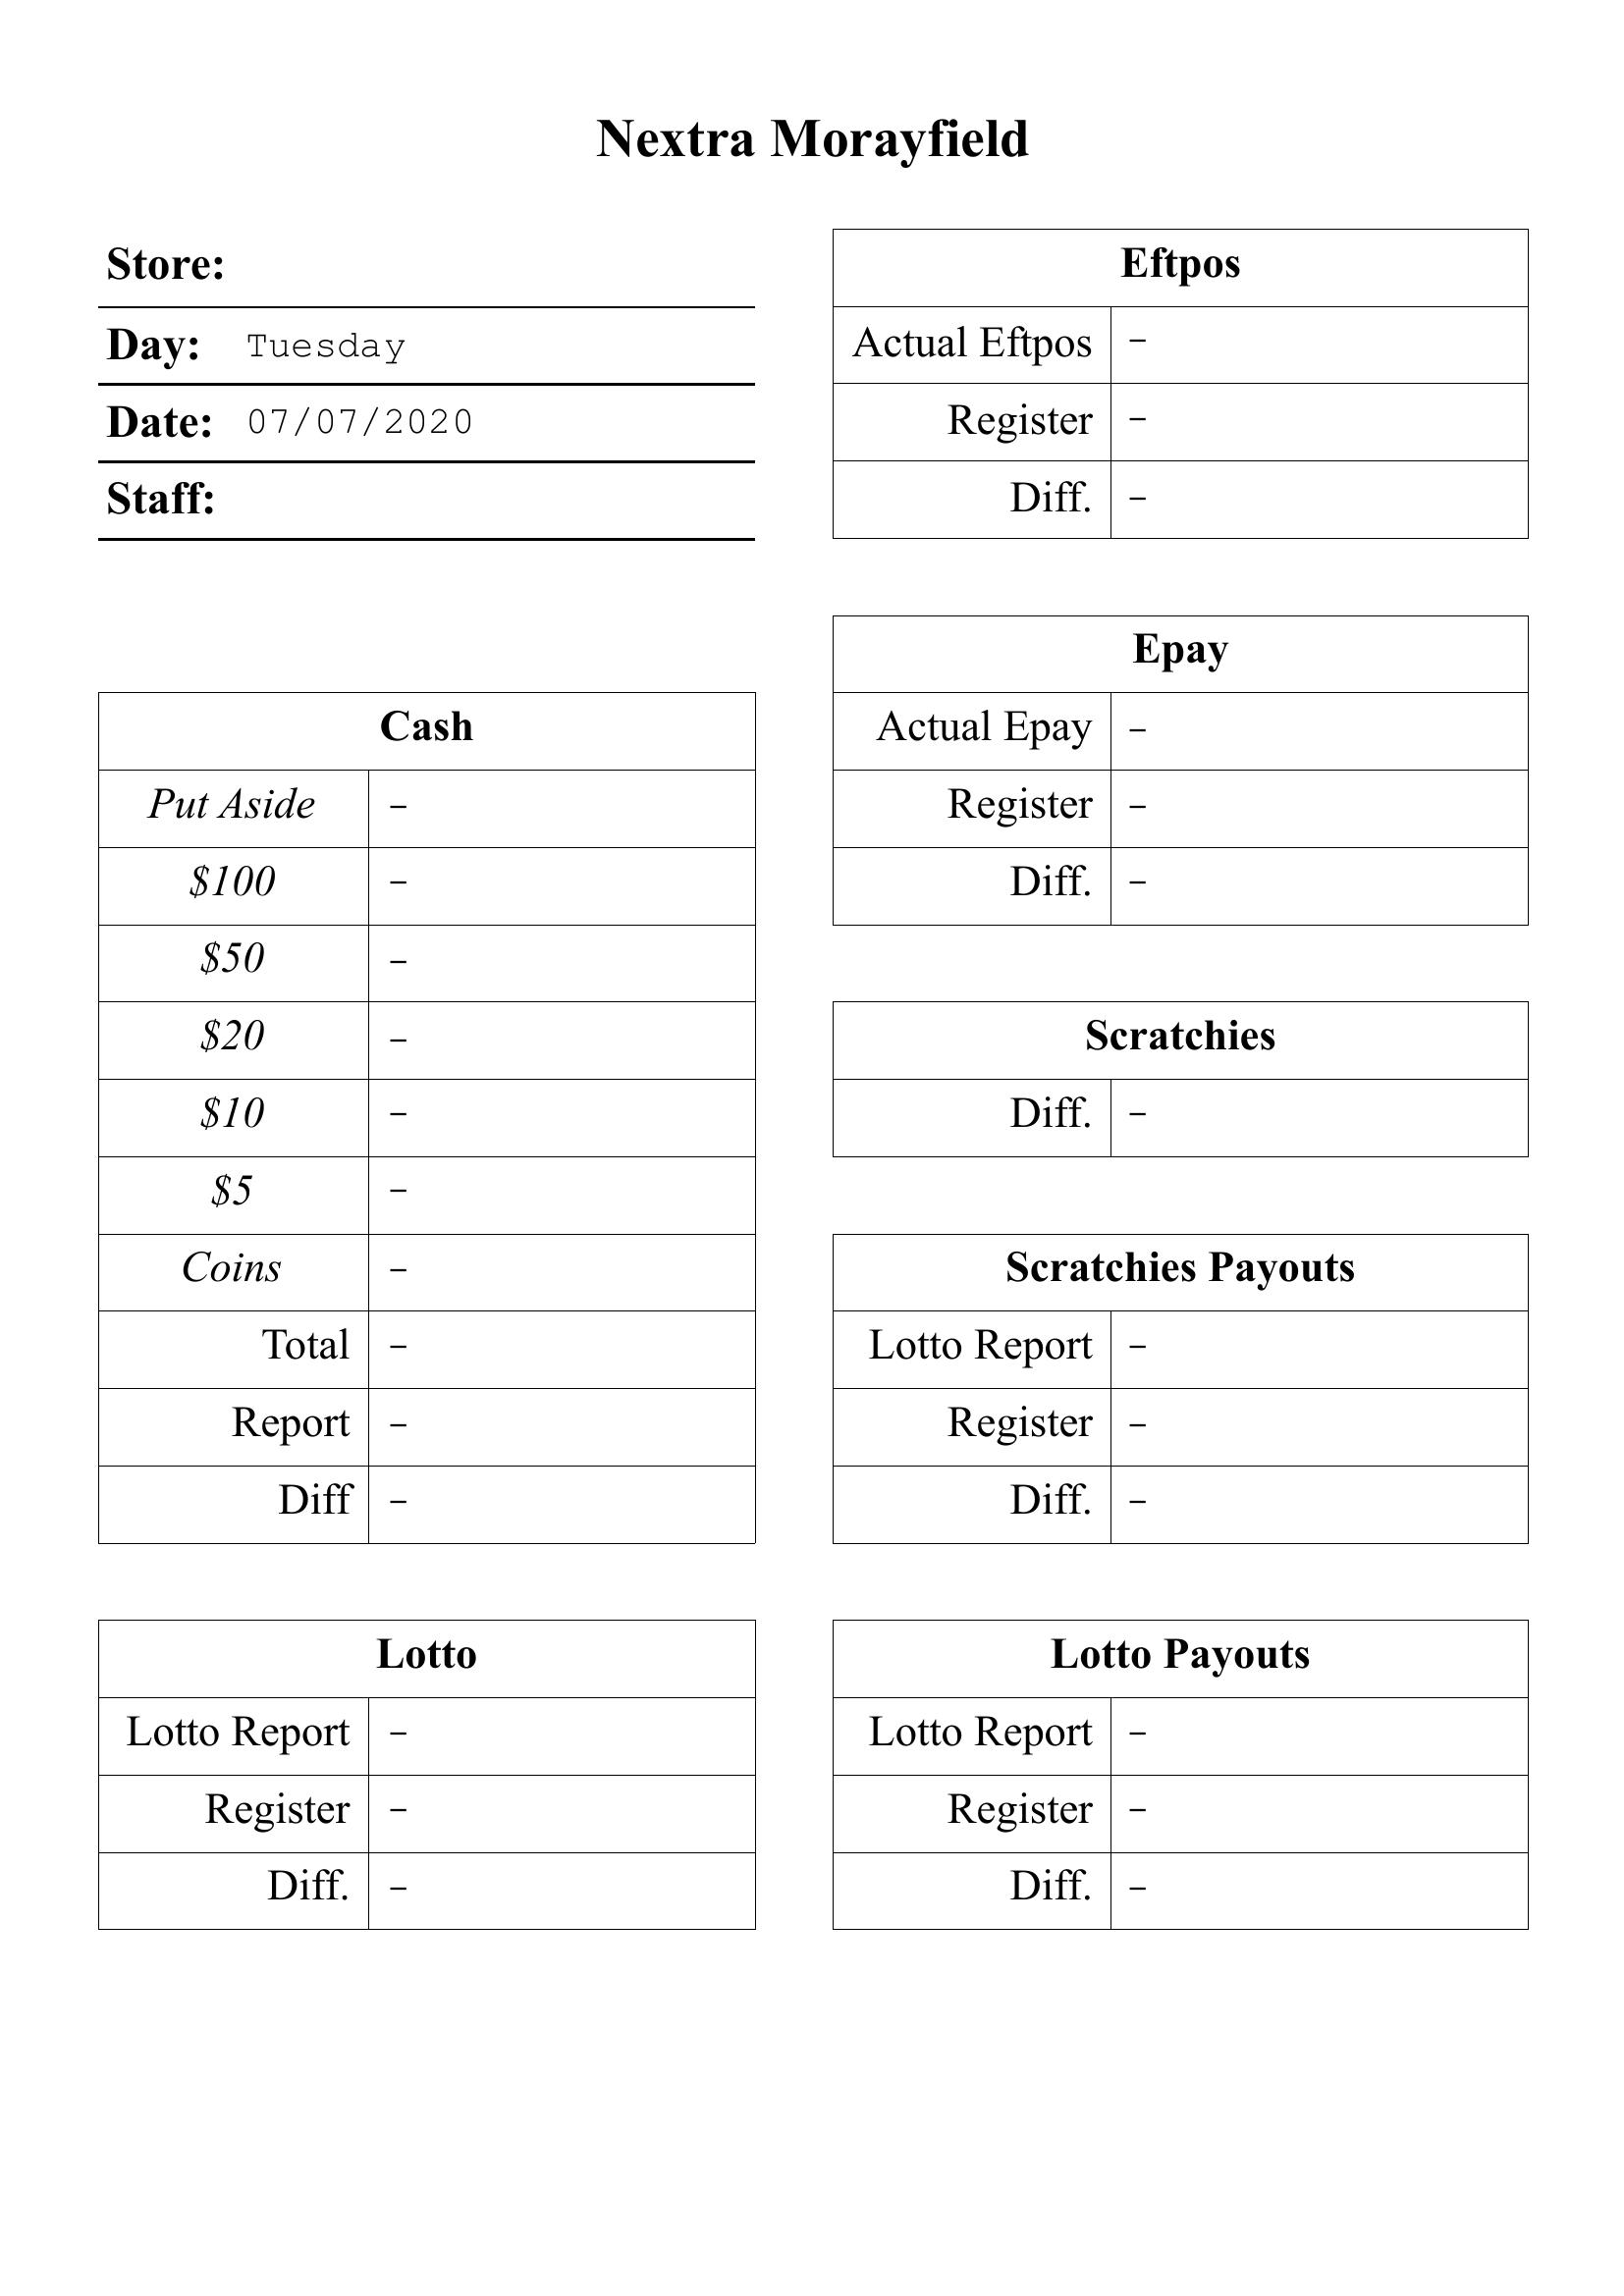 Nextra Morayfield
Store:
Day: Tuesday
Date: 07/07/2020
Staff:
Cash
Put Aside –
$100 –
$50 –
$20 –
$10 –
$5 –
Coins –
Total –
Report –
Diff –
Lotto
Lotto Report –
Register –
Diff. –
Eftpos
Actual Eftpos –
Register –
Diff. –
Epay
Actual Epay –
Register –
Diff. –
Scratchies
Diff. –
Scratchies Payouts
Lotto Report –
Register –
Diff. –
Lotto Payouts
Lotto Report –
Register –
Diff. –